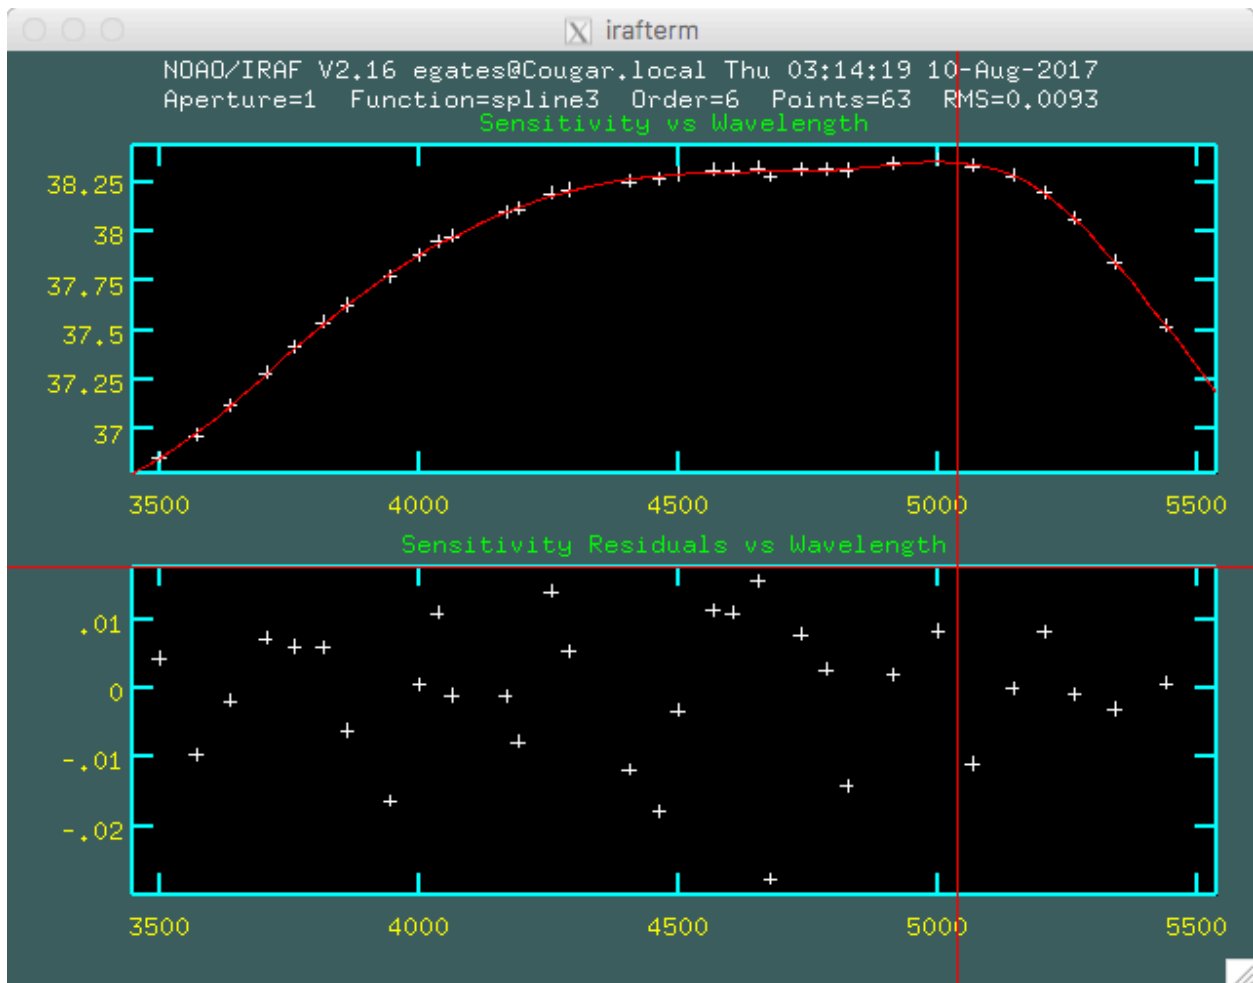 irafterm
NOAO/IRAF V2.16 egates@Cougar.local Thu 03:14:19 10-Aug-2017
Aperture=1 Function=spline3 Order=6 Points=63 RMS=0.0093
Sensitivity vs Wavelength
38.25
38
37.75
37.5
37.25
37
3500 4000 4500 5000 5500
Sensitivity Residuals vs Wavelength
.01
0
-.01
-.02
3500 4000 4500 5000 5500